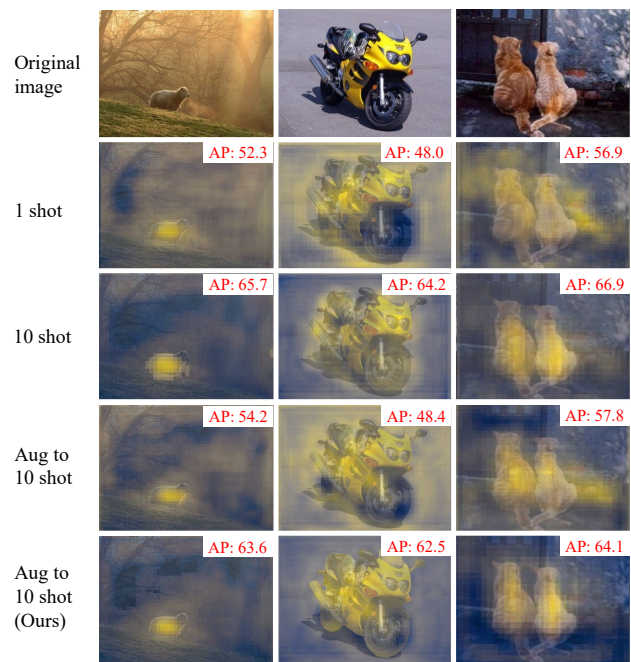 Original
image
AP: 52.3
AP: 48.0
AP: 56.9
1 shot
AP: 65.7
AP: 64.2
AP: 66.9
10 shot
AP: 54.2
AP: 48.4
AP: 57.8
Aug to
10 shot
AP: 63.6
AP: 62.5
AP: 64.1
Aug to
10 shot
(Ours)